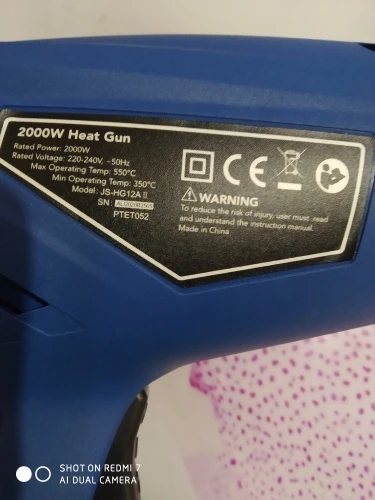 2000W Heat Gun
Rated Power: 2000W
Rated Voltage: 220-240V, ~50Hz
Max Operating Temp: 550°C
Min Operating Temp: 350°C
Model: JS-HG12A II
SN:
PTET052
CE
WARNING
To reduce the risk of injury, user must read
and understand the instruction manual.
Made in China
SHOT ON REDMI 7
AI DUAL CAMERA